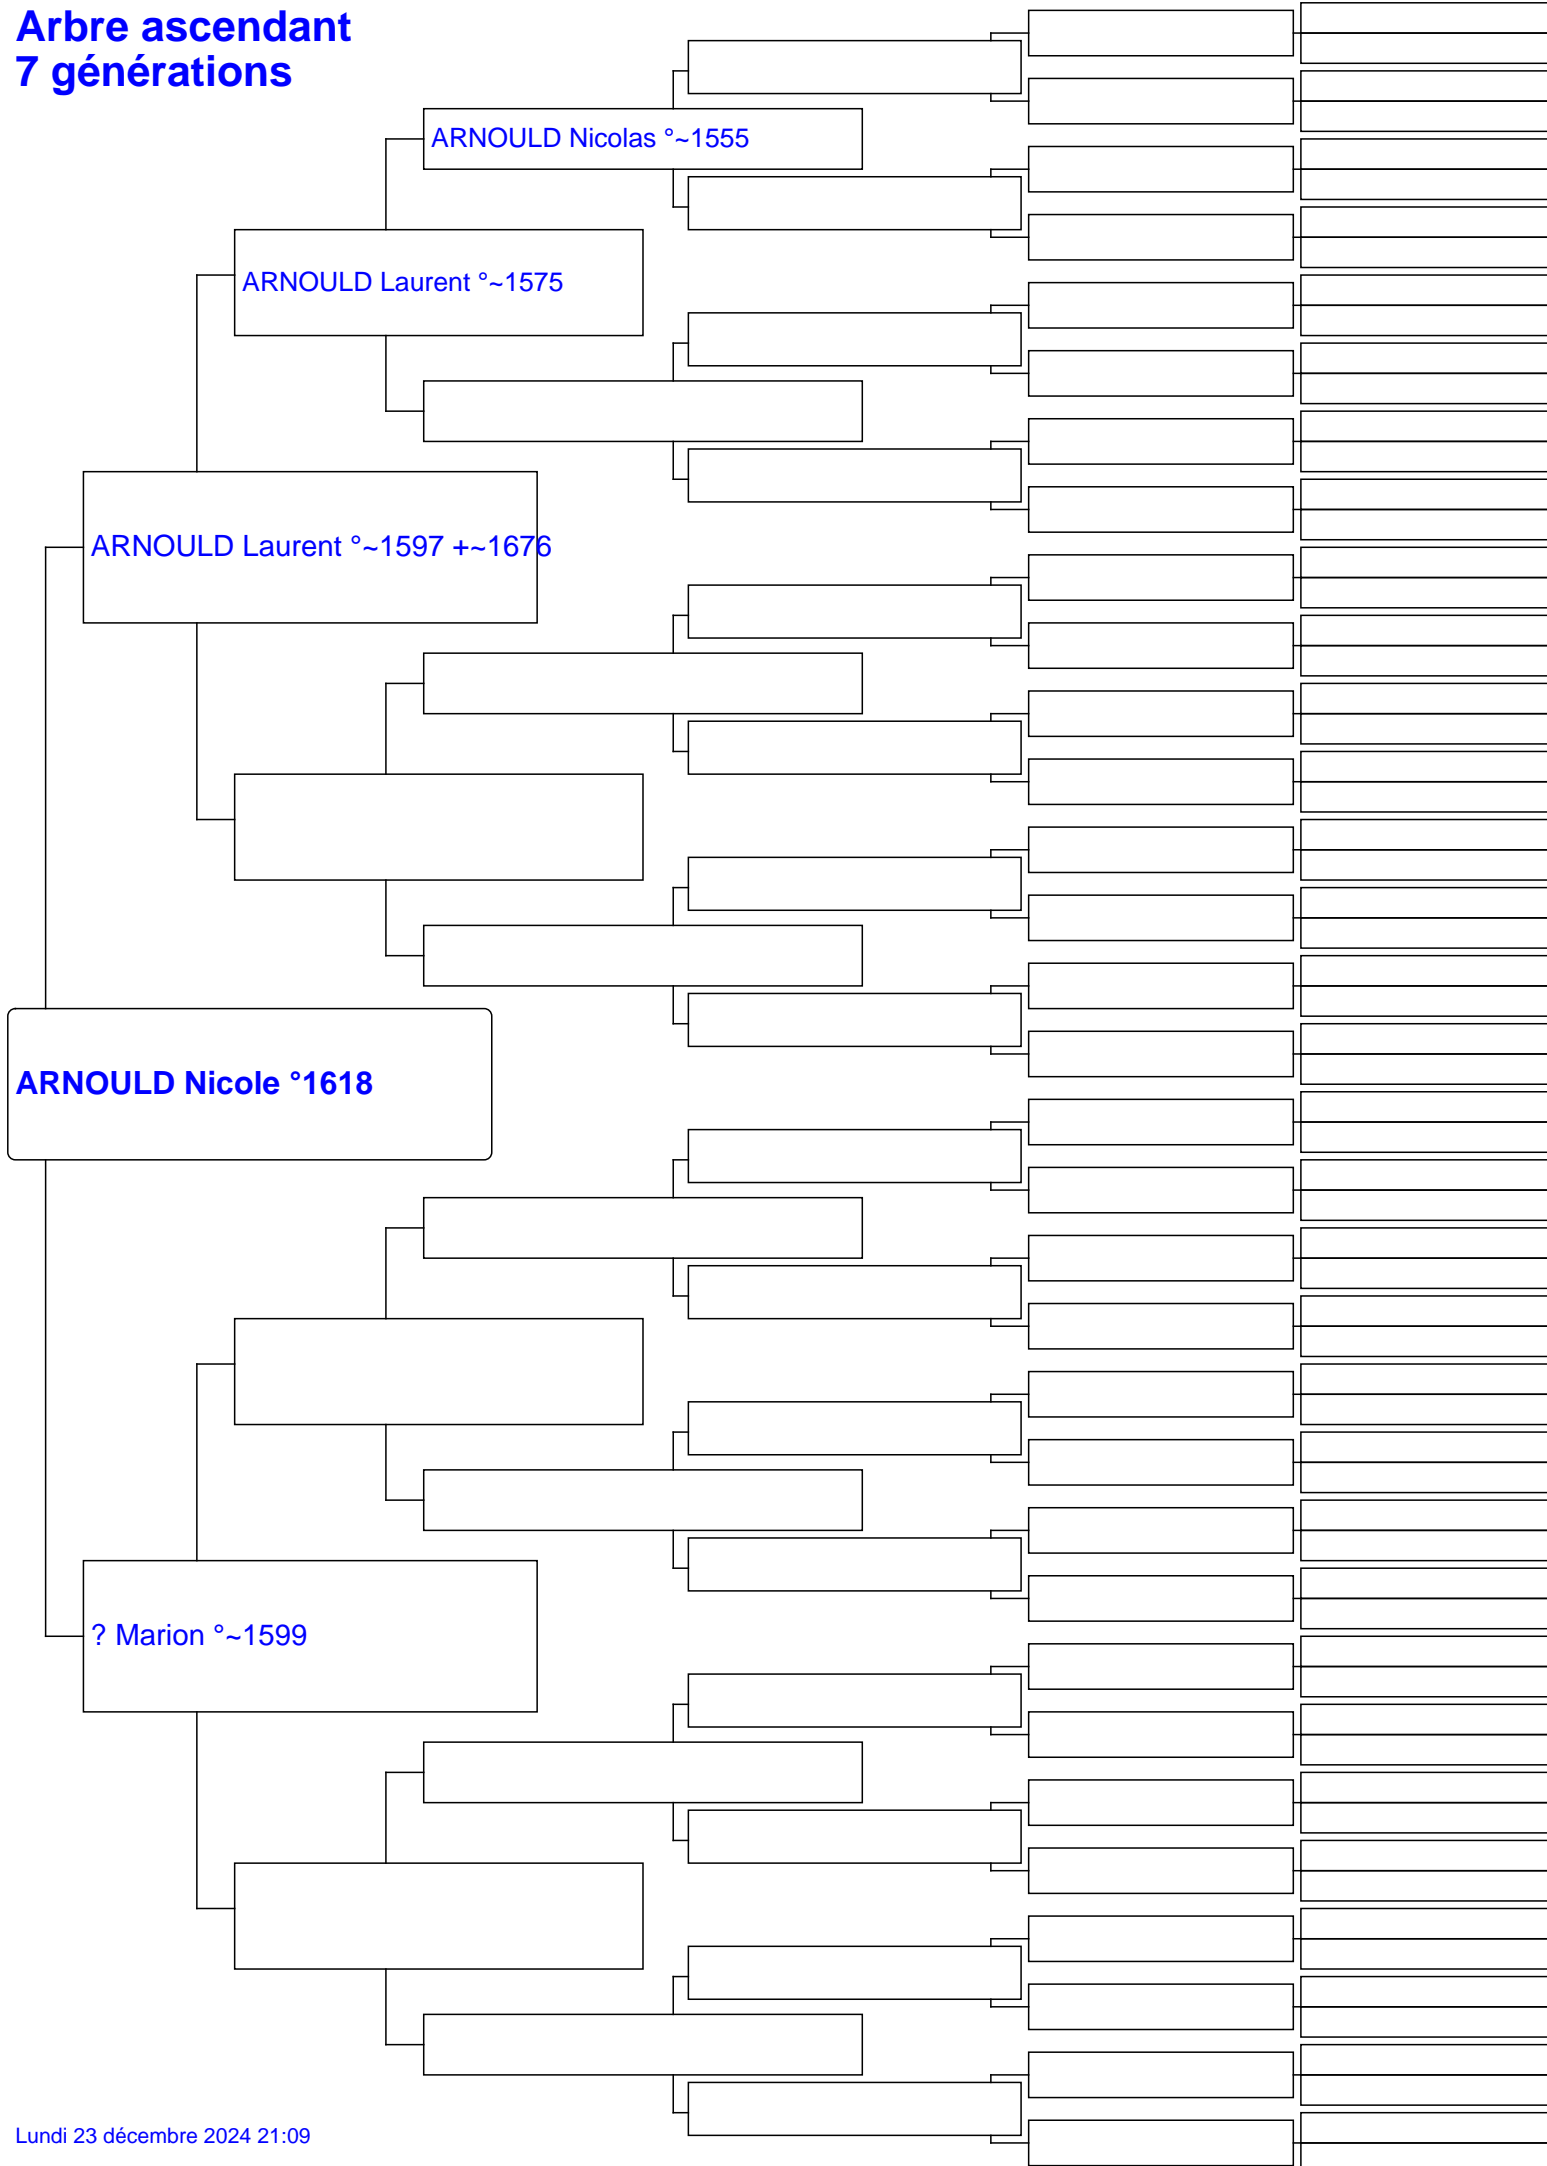 Arbre ascendant
7 générations
ARNOULD Nicolas °~1555
ARNOULD Laurent °~1575
ARNOULD Laurent °~1597 +~1676
ARNOULD Nicole °1618
? Marion °~1599
Lundi 23 décembre 2024 21:09